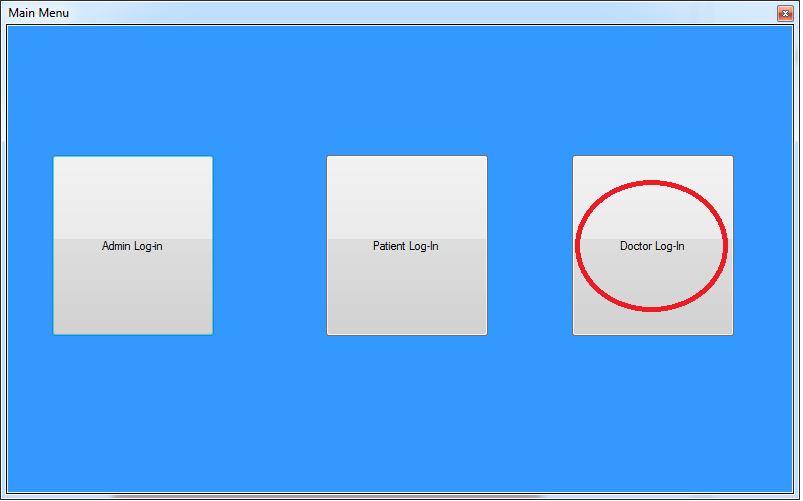 Main Menu
Admin Log-in
Patient Log-In
Doctor Log-In